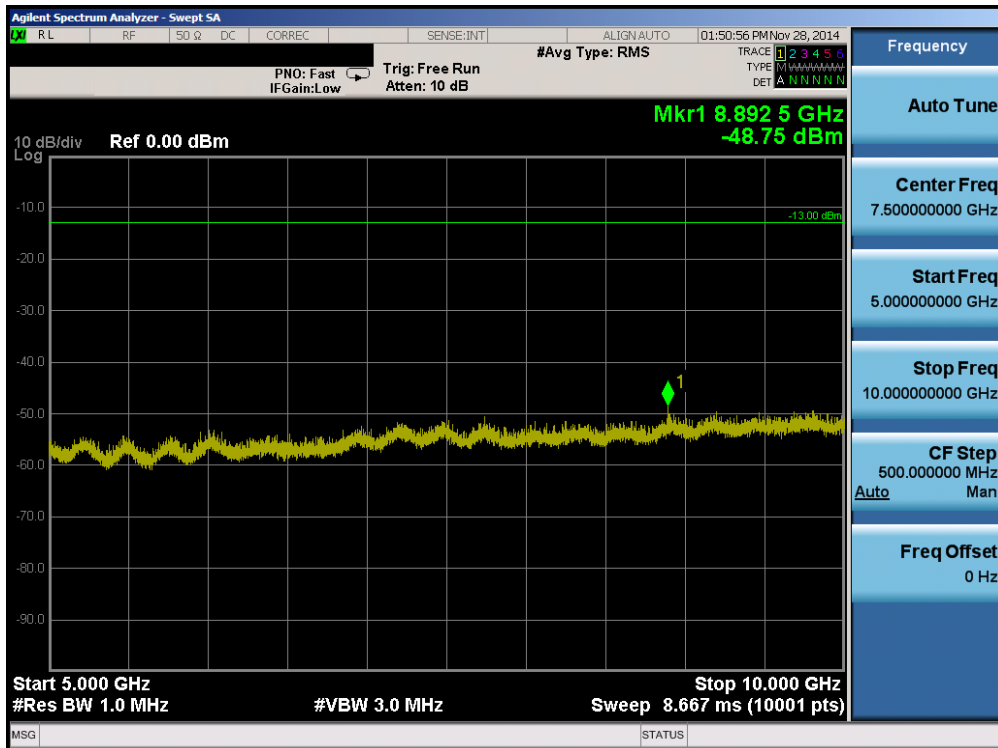 Agilent Spectrum Analyzer - Swept SA
LXI RL RF 50 Ω DC CORREC SENSE:INT ALIGN AUTO 01:50:56 PM Nov 28, 2014
#Avg Type: RMS TRACE 1 2 3 4 5 6
PNO: Fast Trig: Free Run TYPE M WWWWW
IFGain:Low Atten: 10 dB DET A N N N N N
Frequency
Auto Tune
Mkr1 8.892 5 GHz
-48.75 dBm
10 dB/div Ref 0.00 dBm
Log
-10.0
-13.00 dBm
-20.0
-30.0
-40.0
1
-50.0
-60.0
-70.0
-80.0
-90.0
Center Freq
7.500000000 GHz
Start Freq
5.000000000 GHz
Stop Freq
10.000000000 GHz
CF Step
500.000000 MHz
Auto Man
Freq Offset
0 Hz
Start 5.000 GHz Stop 10.000 GHz
#Res BW 1.0 MHz #VBW 3.0 MHz Sweep 8.667 ms (10001 pts)
MSG STATUS